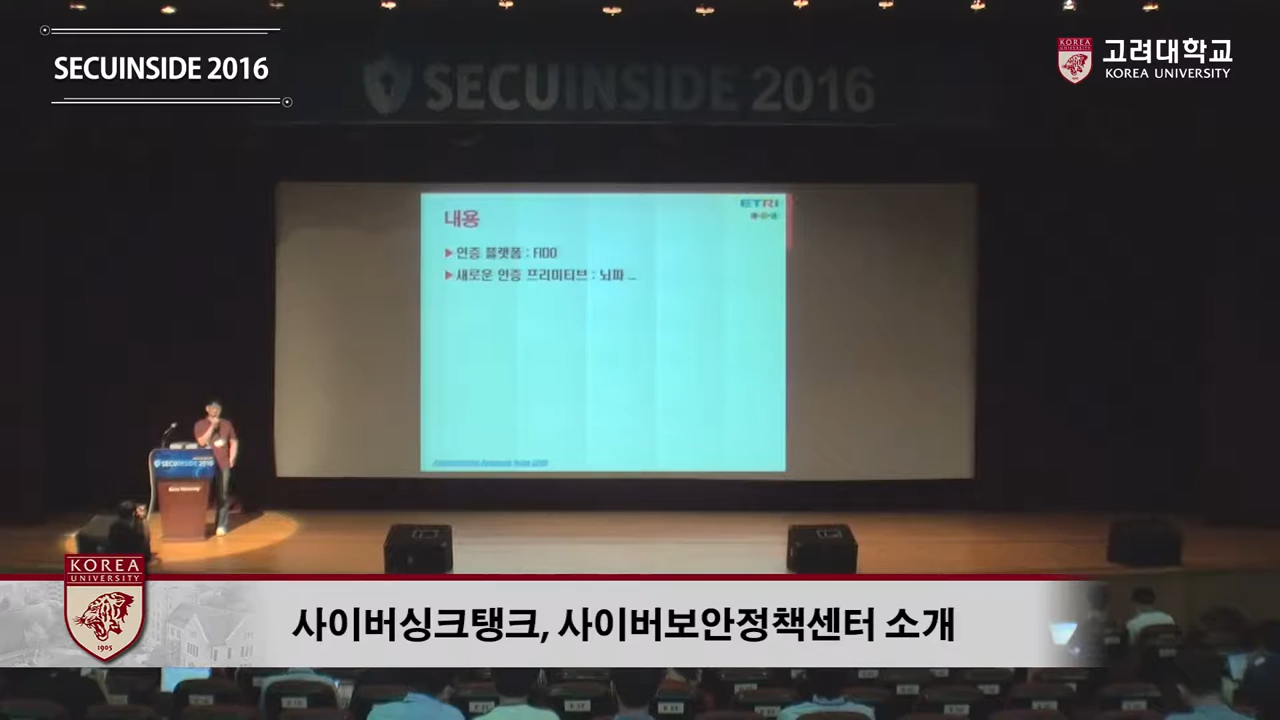 SECUINSIDE 2016
KOREA
UNIVERSITY
고려대학교
KOREA UNIVERSITY
SECUINSIDE 2016
ETRI
내용
▶인증 플랫폼 : FIDO
▶새로운 인증 프리미티브 : 뇌파 ...
SECUINSIDE 2016
KOREA
UNIVERSITY
1905
사이버싱크탱크, 사이버보안정책센터 소개